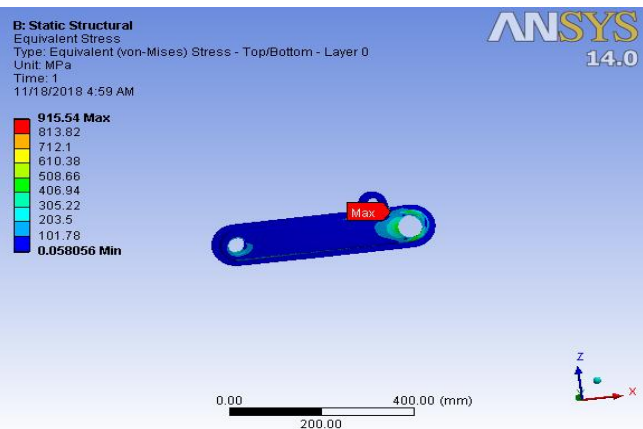 B: Static Structural
Equivalent Stress
Type: Equivalent (von-Mises) Stress - Top/Bottom - Layer 0
Unit: MPa
Time: 1
11/18/2018 4:59 AM
ANSYS
14.0
915.54 Max
813.82
712.1
610.38
508.66
406.94
305.22
203.5
101.78
0.058056 Min
Max
0.00
400.00 (mm)
200.00
Z
X